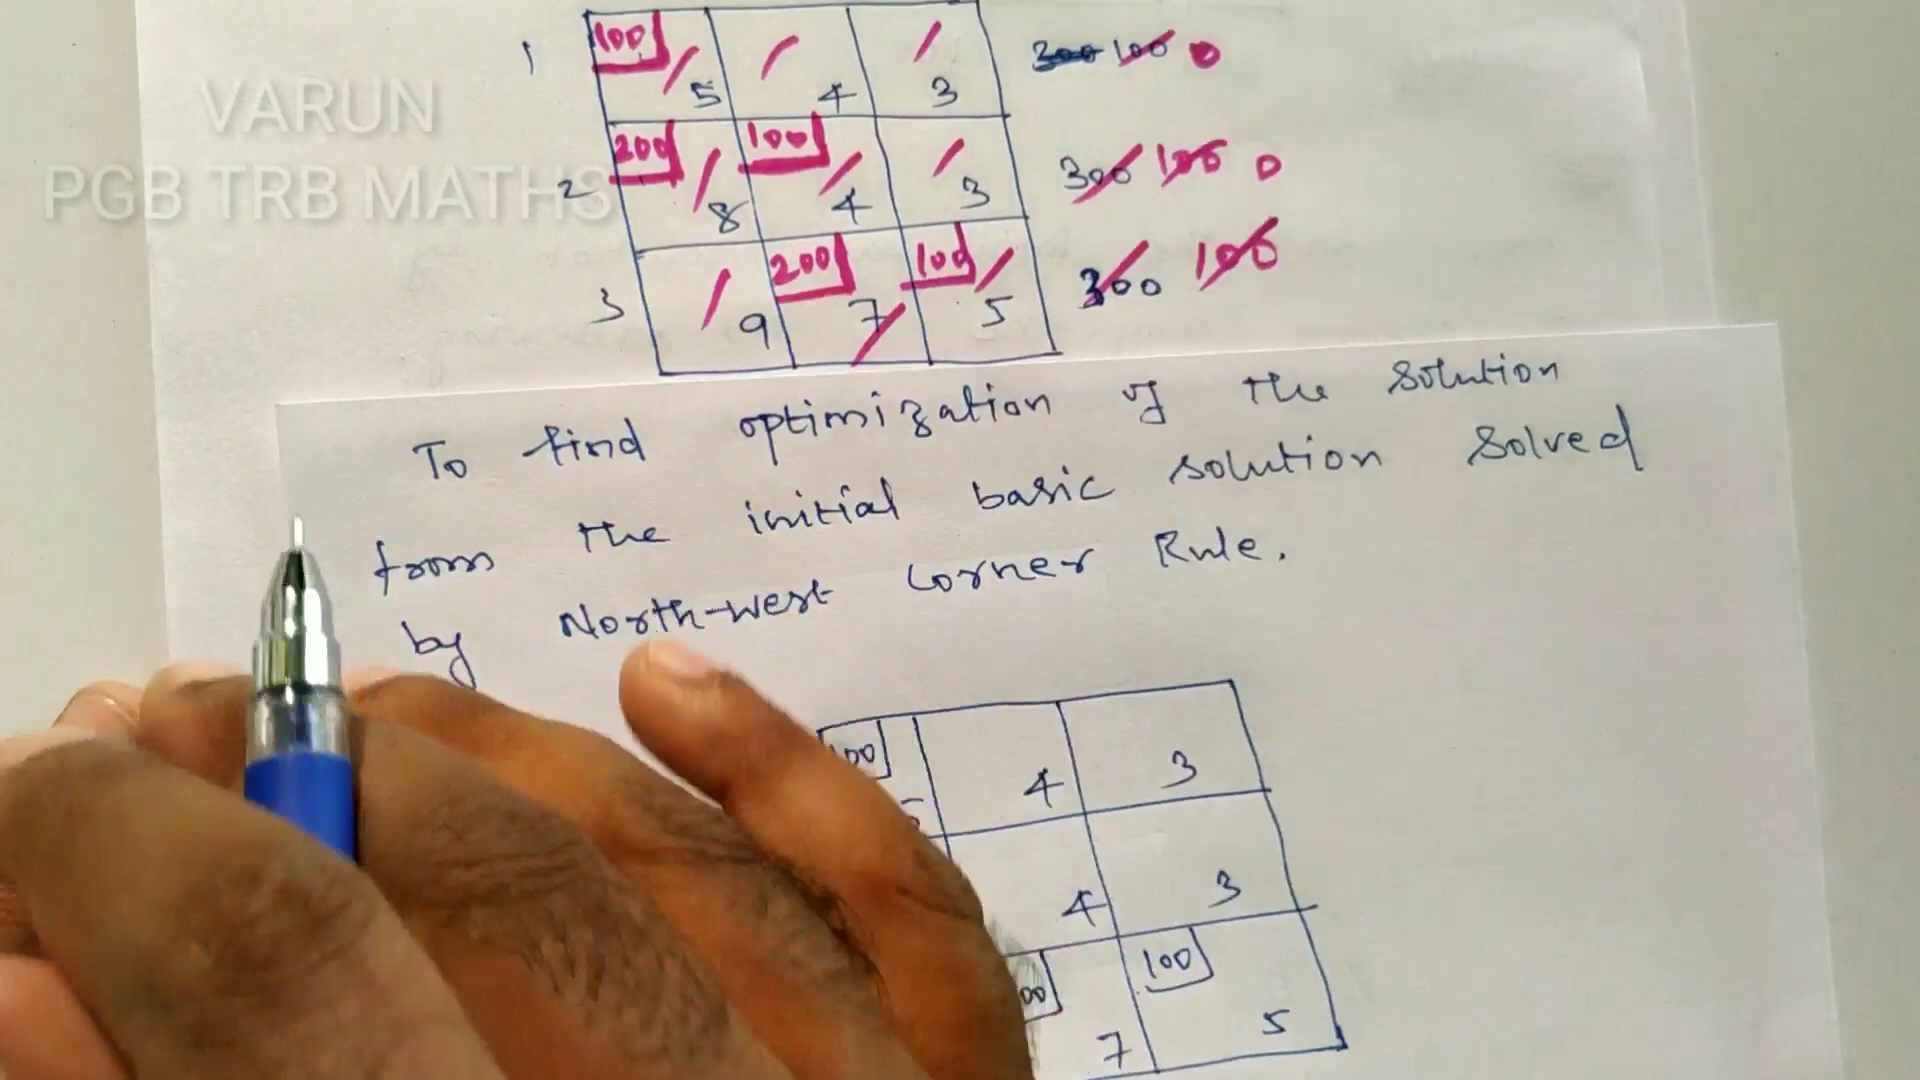 1 100 5 4 3 300 100 0
VARUN
PGB TRB MATHS
2 200 8 100 4 3 300 100 0
3 9 200 7 100 5 300 100
To find optimization of the solution
from the initial basic solution solved
by North-west Corner Rule.
4 3
4 3
7 100 5